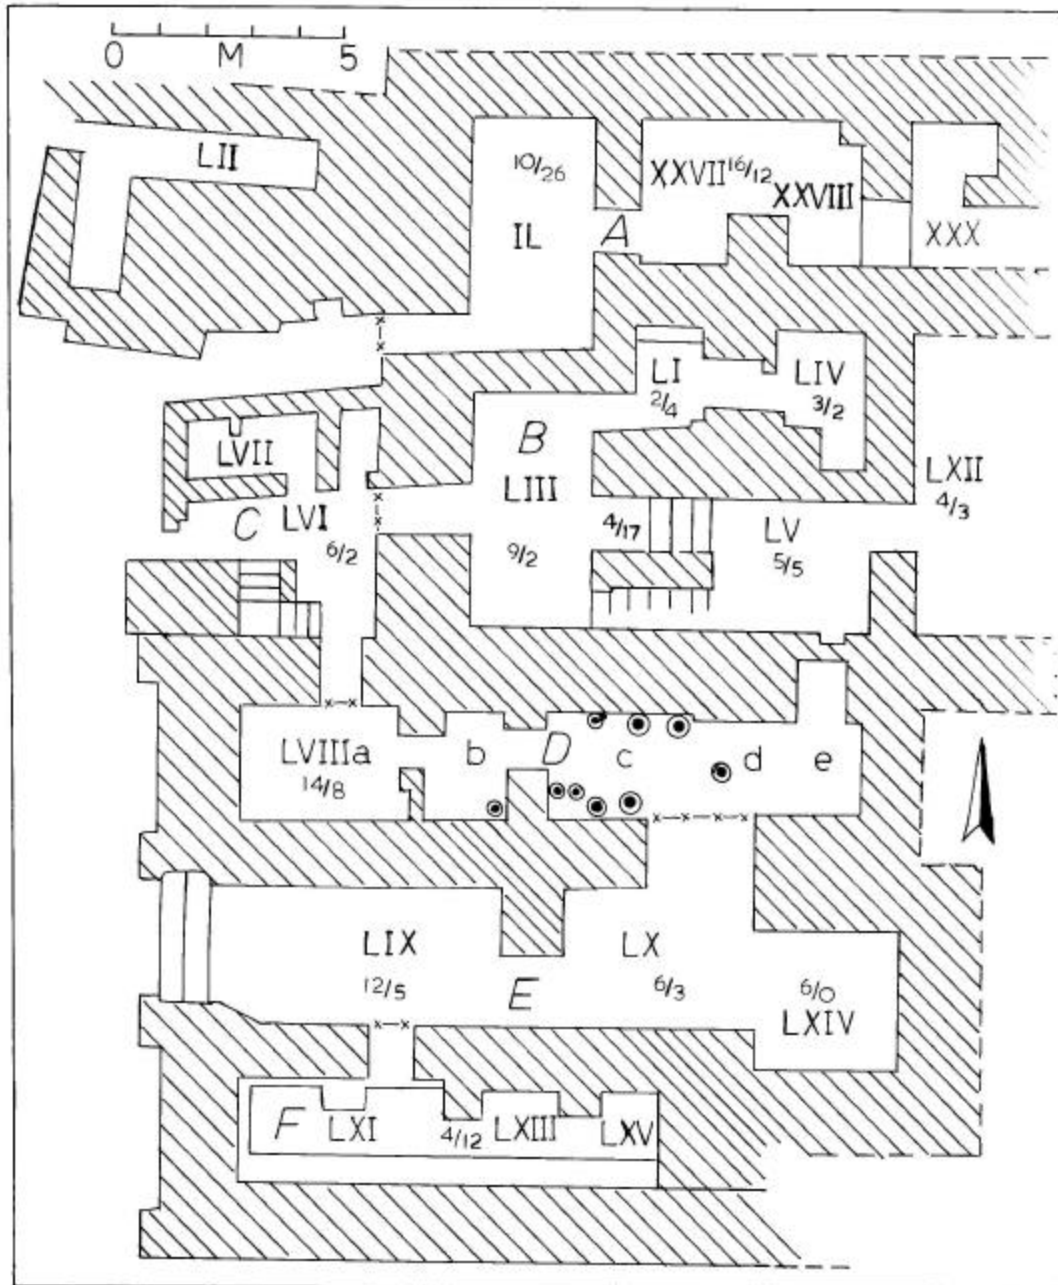 0 M 5
LII
10/26
XXVII 16/12
XXVIII
IL
A
XXX
LI
2/4
LIV
3/2
B
LVII
LIII
LXII
4/3
C
LVI
6/2
4/17
LV
9/2
5/5
LVIIIa
14/8
b
D
c
d
e
LIX
12/5
LX
6/3
E
6/0
LXIV
F
LXI
4/12
LXIII
LXV